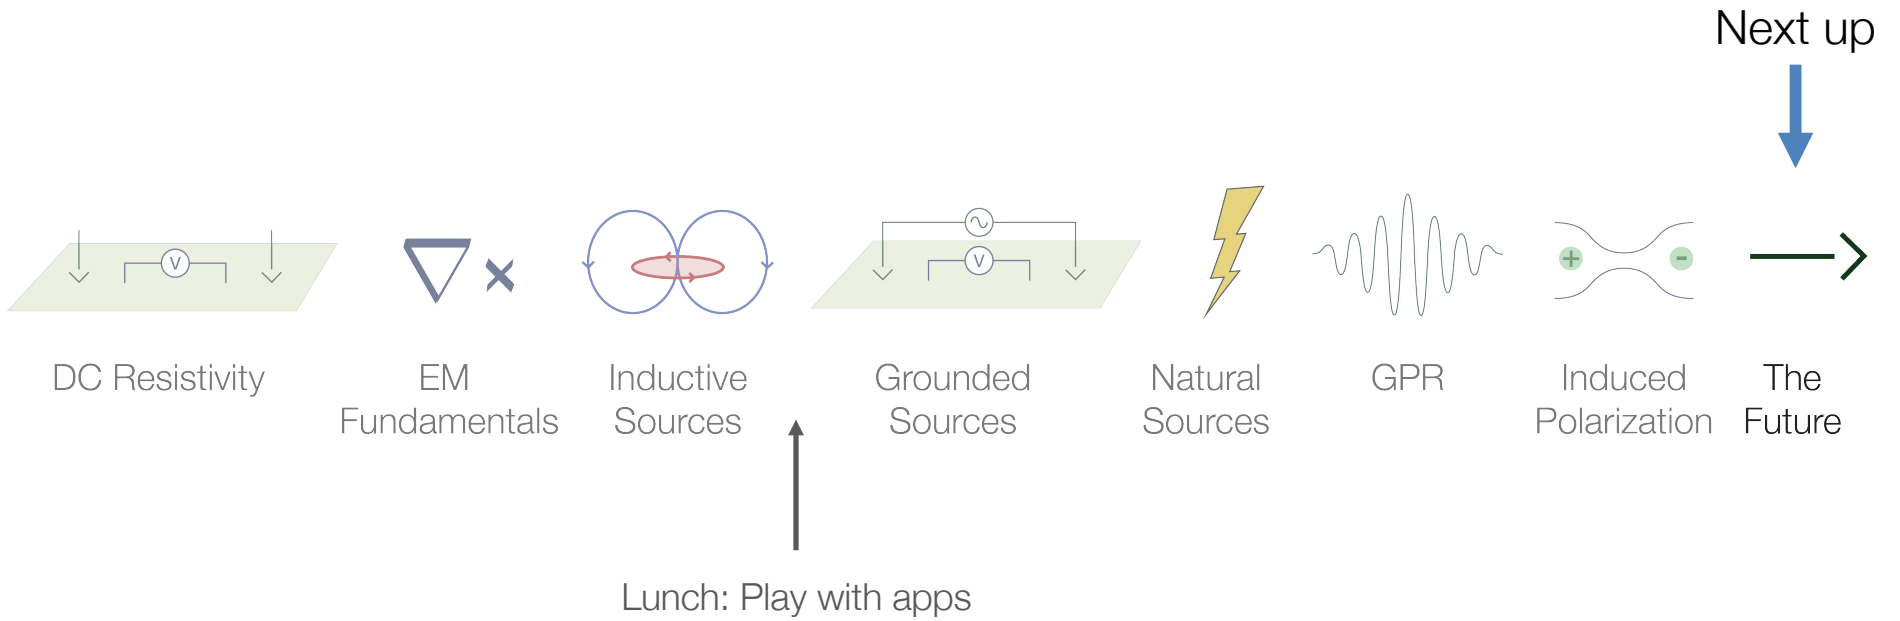 Next up
V
V
+
-
DC Resistivity
EM
Fundamentals
Inductive
Sources
Grounded
Sources
Natural
Sources
GPR
Induced
Polarization
The
Future
Lunch: Play with apps